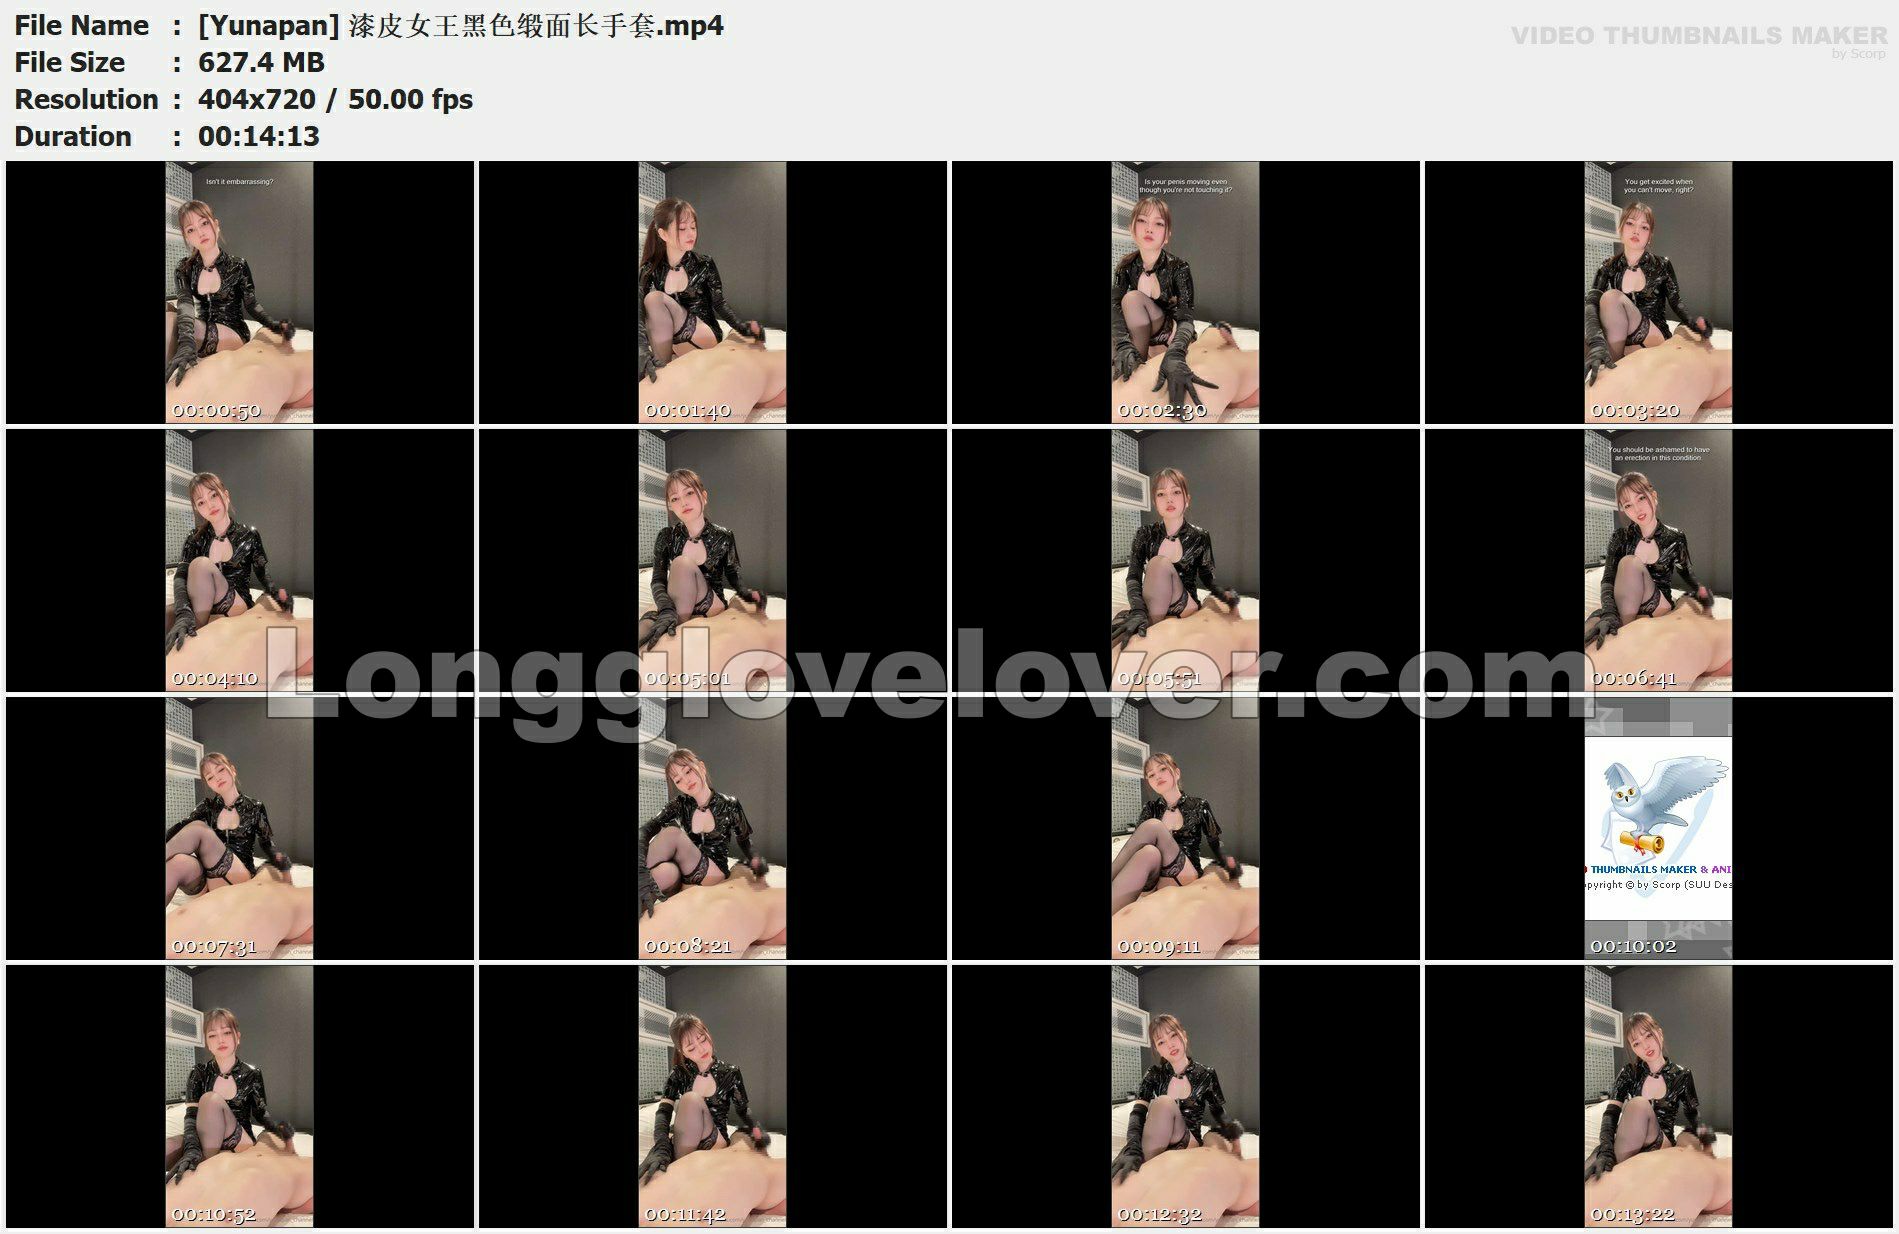 File Name : [Yunapan] 漆皮女王黑色缎面长手套.mp4
File Size : 627.4 MB
Resolution : 404x720 / 50.00 fps
Duration : 00:14:13
VIDEO THUMBNAILS MAKER
by Scorp
Isn't it embarrassing?
00:00:50
00:01:40
Is your penis moving even
though you're not touching it?
00:02:30
You get excited when
you can't move, right?
00:03:20
00:04:10
00:05:01
00:05:51
You should be ashamed to have
an erection in this condition
00:06:41
Longglovelover.com
00:07:31
00:08:21
00:09:11
THUMBNAILS MAKER & ANI
opyright © by Scorp (SUU Des
00:10:02
00:10:52
00:11:42
00:12:32
00:13:22